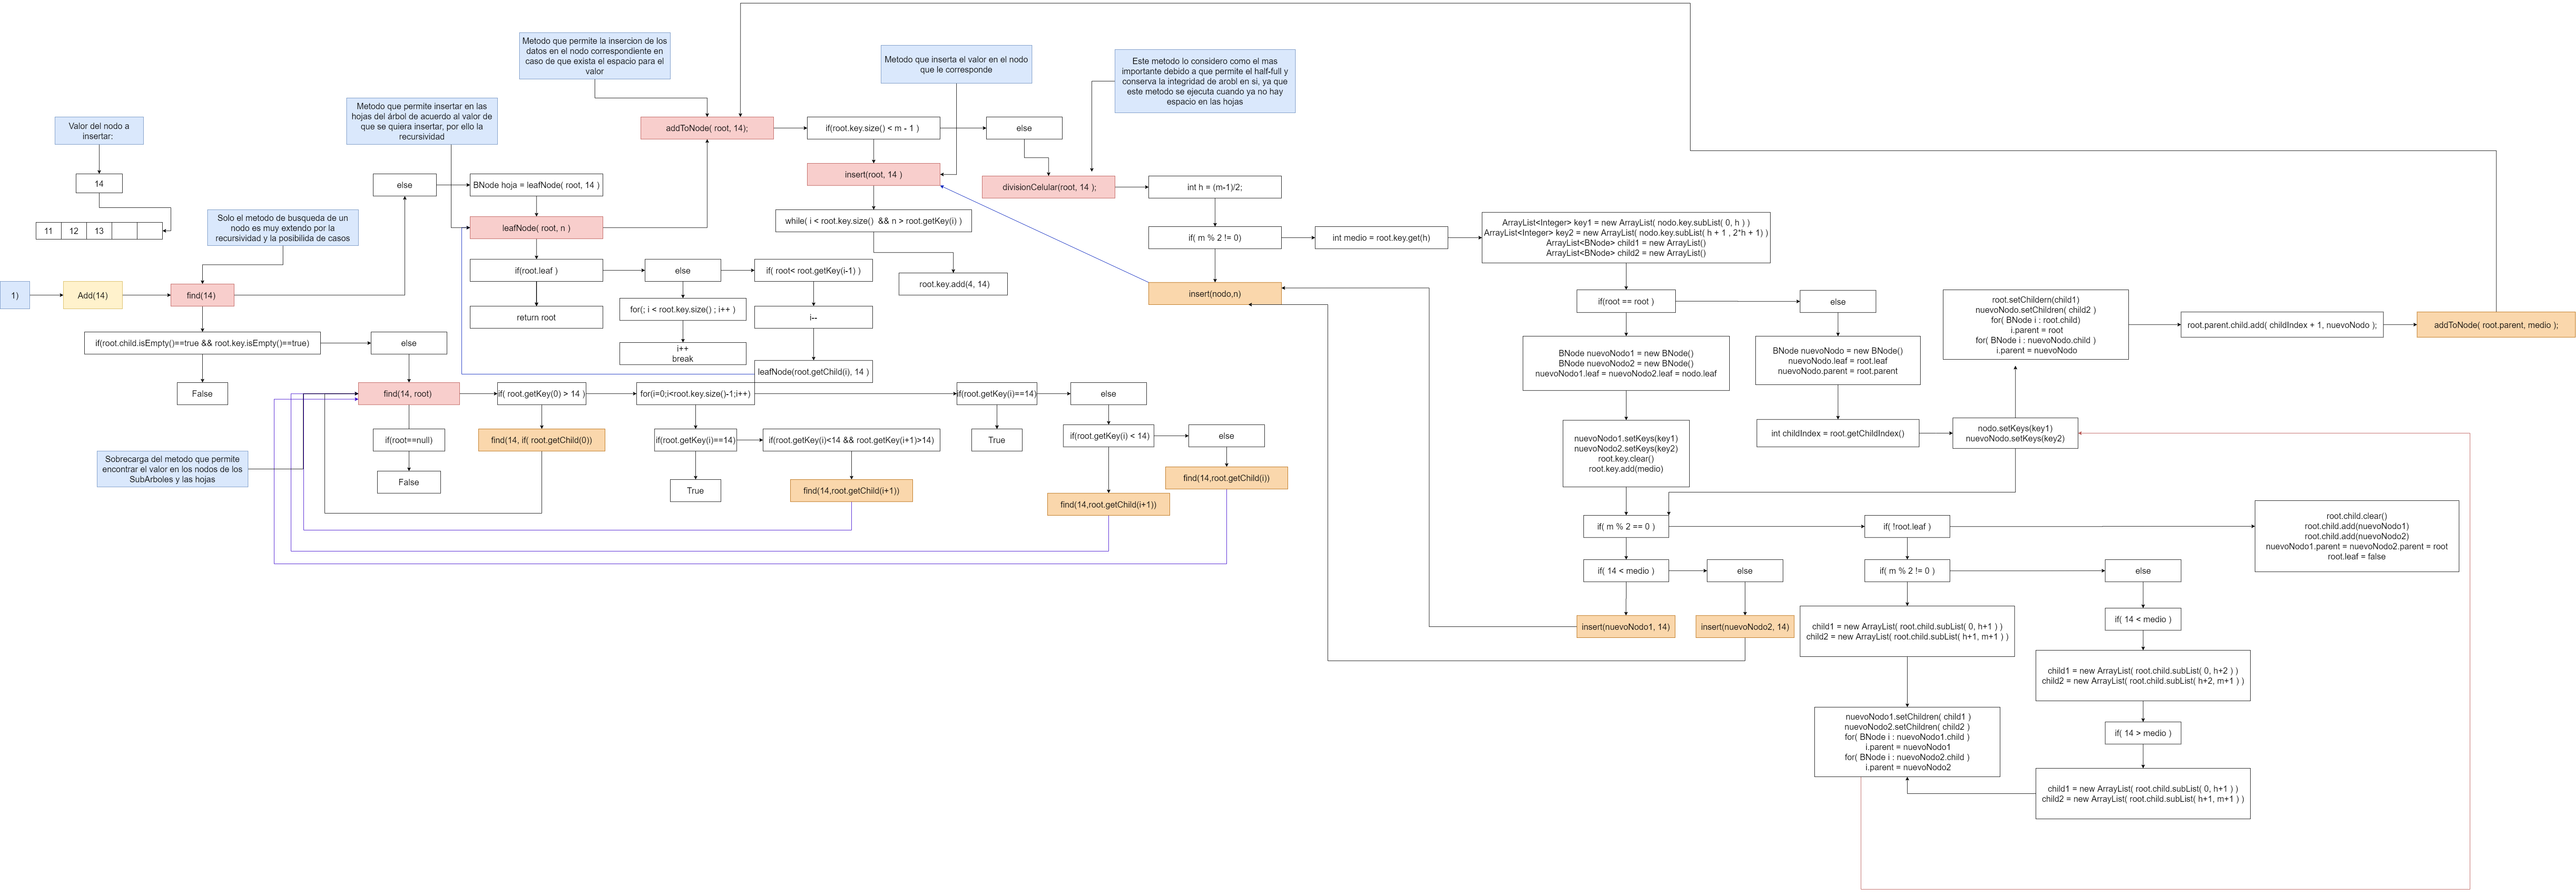 Metodo que permite la insercion de los
datos en el nodo correspondiente en
caso de que exista el espacio para el
valor
Metodo que inserta el valor en el nodo
que le corresponde
Este metodo lo considero como el mas
importante debido a que permite el half-full y
conserva la integridad de arobl en si, ya que
este metodo se ejecuta cuando ya no hay
espacio en las hojas
Metodo que permite insertar en las
hojas del árbol de acuerdo al valor de
que se quiera insertar, por ello la
recursividad
Valor del nodo a
insertar:
14
11 12 13
Solo el metodo de busqueda de un
nodo es muy extendo por la
recursividad y la posibilida de casos
1)
Add(14)
find(14)
if(root.child.isEmpty()==true && root.key.isEmpty()==true)
else
False
else
BNode hoja = leafNode( root, 14 )
leafNode( root, n )
if(root.leaf )
else
if( root< root.getKey(i-1) )
return root
for(; i < root.key.size() ; i++ )
i--
i++
break
leafNode(root.getChild(i), 14 )
addToNode( root, 14);
if(root.key.size() < m - 1 )
else
insert(root, 14 )
while( i < root.key.size()  && n > root.getKey(i) )
root.key.add(4, 14)
divisionCelular(root, 14 );
int h = (m-1)/2;
if( m % 2 != 0)
int medio = root.key.get(h)
insert(nodo,n)
ArrayList<Integer> key1 = new ArrayList( nodo.key.subList( 0, h ) )
ArrayList<Integer> key2 = new ArrayList( nodo.key.subList( h + 1 , 2*h + 1) )
ArrayList<BNode> child1 = new ArrayList()
ArrayList<BNode> child2 = new ArrayList()
if(root == root )
else
BNode nuevoNodo1 = new BNode()
BNode nuevoNodo2 = new BNode()
nuevoNodo1.leaf = nuevoNodo2.leaf = nodo.leaf
BNode nuevoNodo = new BNode()
nuevoNodo.leaf = root.leaf
nuevoNodo.parent = root.parent
root.setChildern(child1)
nuevoNodo.setChildren( child2 )
for( BNode i : root.child)
i.parent = root
for( BNode i : nuevoNodo.child )
i.parent = nuevoNodo
root.parent.child.add( childIndex + 1, nuevoNodo );
addToNode( root.parent, medio );
int childIndex = root.getChildIndex()
nodo.setKeys(key1)
nuevoNodo.setKeys(key2)
nuevoNodo1.setKeys(key1)
nuevoNodo2.setKeys(key2)
root.key.clear()
root.key.add(medio)
find(14, root)
if( root.getKey(0) > 14 )
for(i=0;i<root.key.size()-1;i++)
if(root.getKey(i)==14)
else
if(root==null)
find(14, if( root.getChild(0))
if(root.getKey(i)==14)
if(root.getKey(i)<14 && root.getKey(i+1)>14)
True
if(root.getKey(i) < 14)
else
Sobrecarga del metodo que permite
encontrar el valor en los nodos de los
SubArboles y las hojas
False
True
find(14,root.getChild(i+1))
find(14,root.getChild(i+1))
find(14,root.getChild(i))
if( m % 2 == 0 )
if( !root.leaf )
root.child.clear()
root.child.add(nuevoNodo1)
root.child.add(nuevoNodo2)
nuevoNodo1.parent = nuevoNodo2.parent = root
root.leaf = false
if( 14 < medio )
else
if( m % 2 != 0 )
else
insert(nuevoNodo1, 14)
insert(nuevoNodo2, 14)
child1 = new ArrayList( root.child.subList( 0, h+1 ) )
child2 = new ArrayList( root.child.subList( h+1, m+1 ) )
if( 14 < medio )
child1 = new ArrayList( root.child.subList( 0, h+2 ) )
child2 = new ArrayList( root.child.subList( h+2, m+1 ) )
nuevoNodo1.setChildren( child1 )
nuevoNodo2.setChildren( child2 )
for( BNode i : nuevoNodo1.child )
i.parent = nuevoNodo1
for( BNode i : nuevoNodo2.child )
i.parent = nuevoNodo2
if( 14 > medio )
child1 = new ArrayList( root.child.subList( 0, h+1 ) )
child2 = new ArrayList( root.child.subList( h+1, m+1 ) )